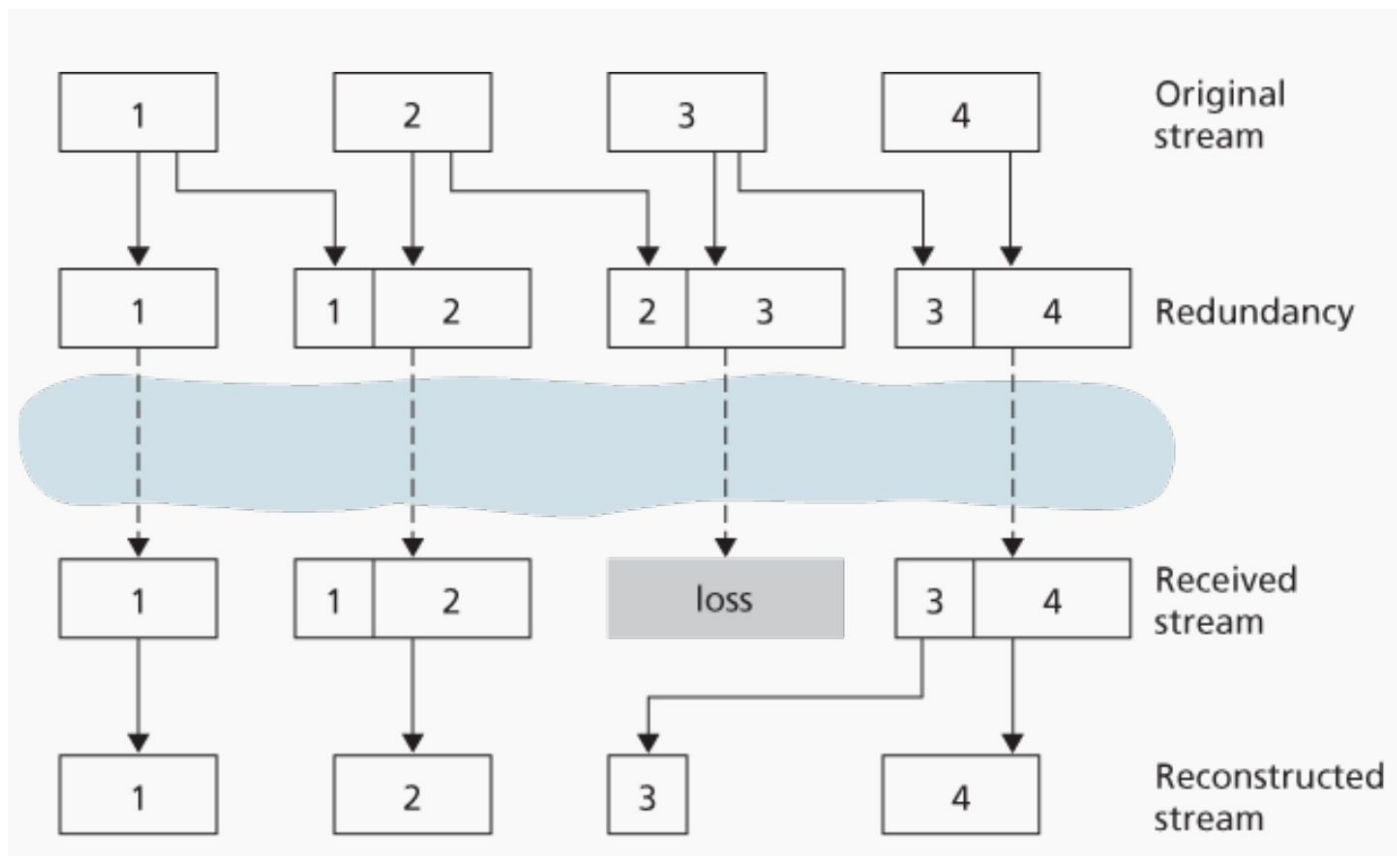 1 2 3 4 Original
stream
1 1 2 2 3 3 4 Redundancy
1 1 2 loss 3 4 Received
stream
1 2 3 4 Reconstructed
stream